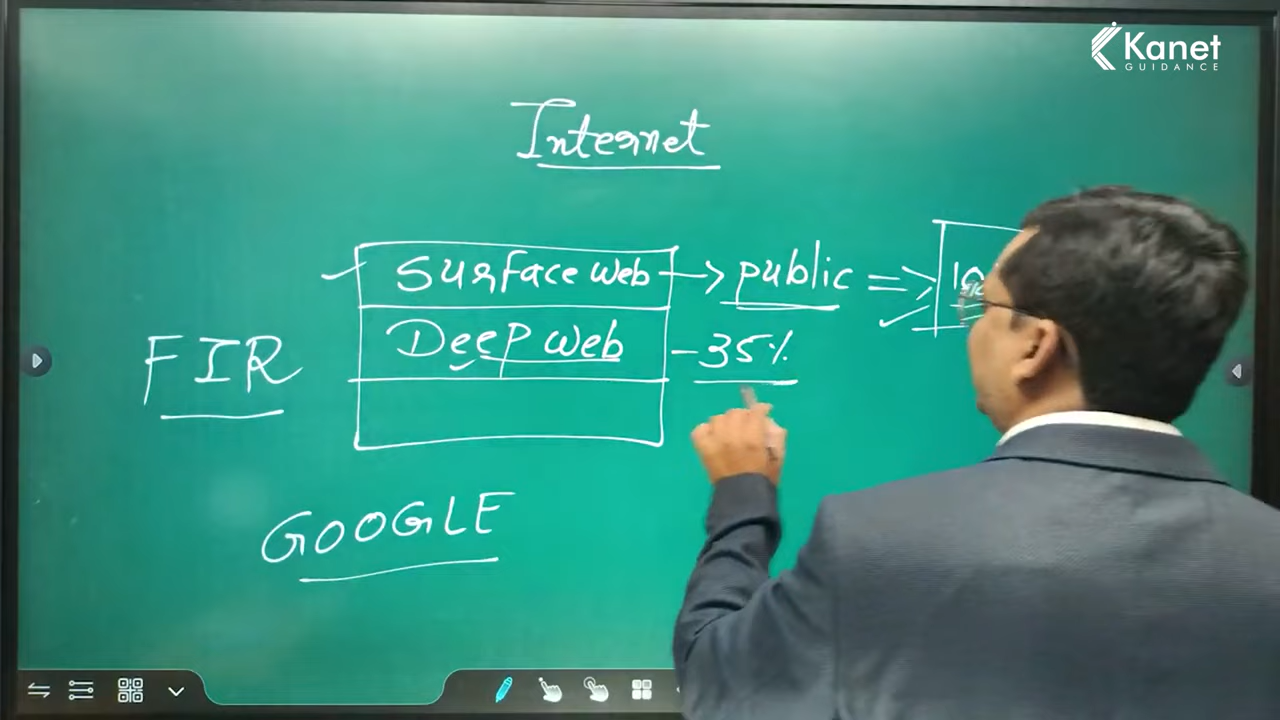 Kanet
GUIDANCE
Internet
Surface web → public ⇒
Deep web - 35%
FIR
GOOGLE